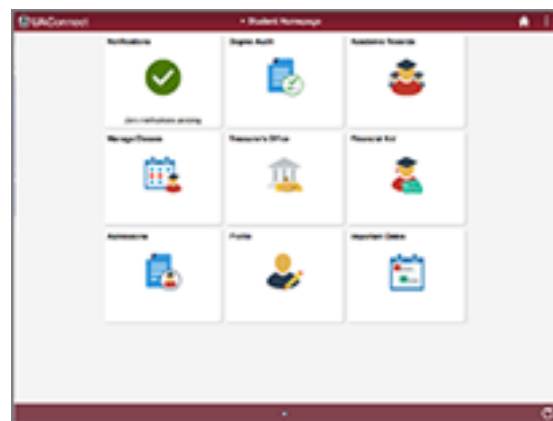 UAConnect
Student Homepage
Notifications
Degree Audit
Academic Records
Manage Classes
Treasurer's Office
Financial Aid
Admissions
Profile
Important Dates